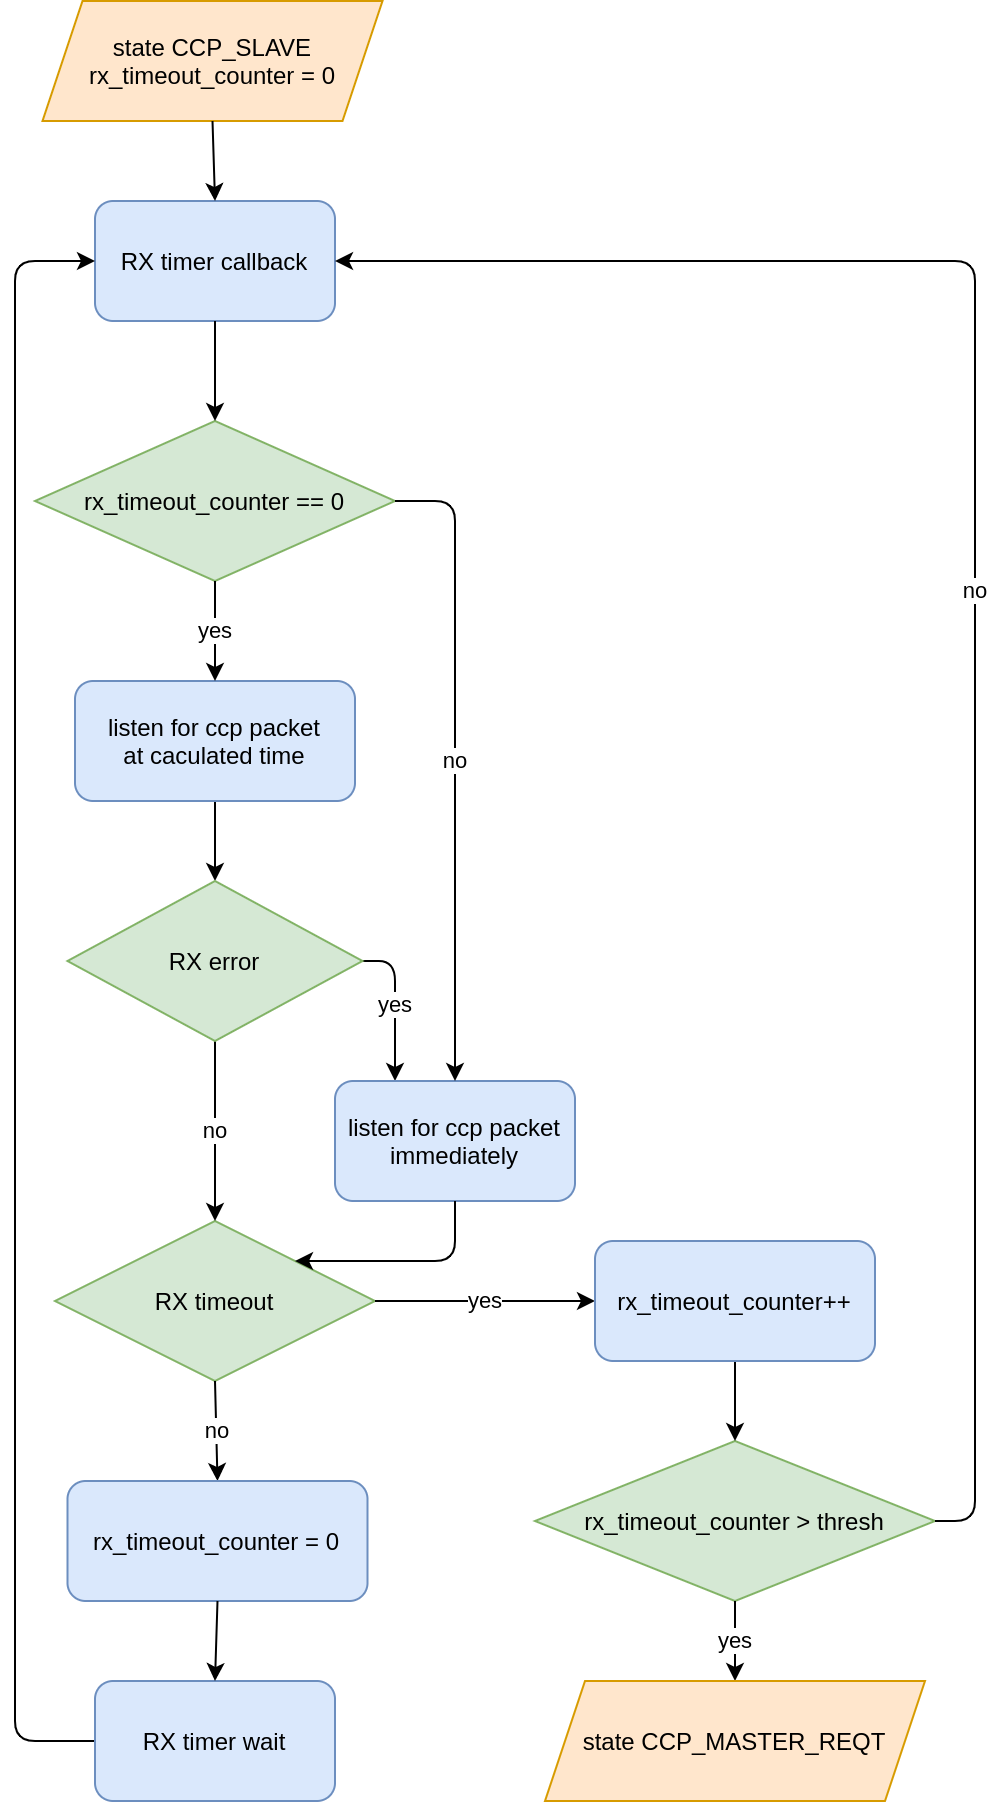 state CCP_SLAVE
rx_timeout_counter = 0
RX timer callback
rx_timeout_counter == 0
no
yes
listen for ccp packet
at caculated time
no
RX error
yes
listen for ccp packet
immediately
no
RX timeout
yes
rx_timeout_counter++
no
rx_timeout_counter = 0
rx_timeout_counter > thresh
yes
RX timer wait
state CCP_MASTER_REQT